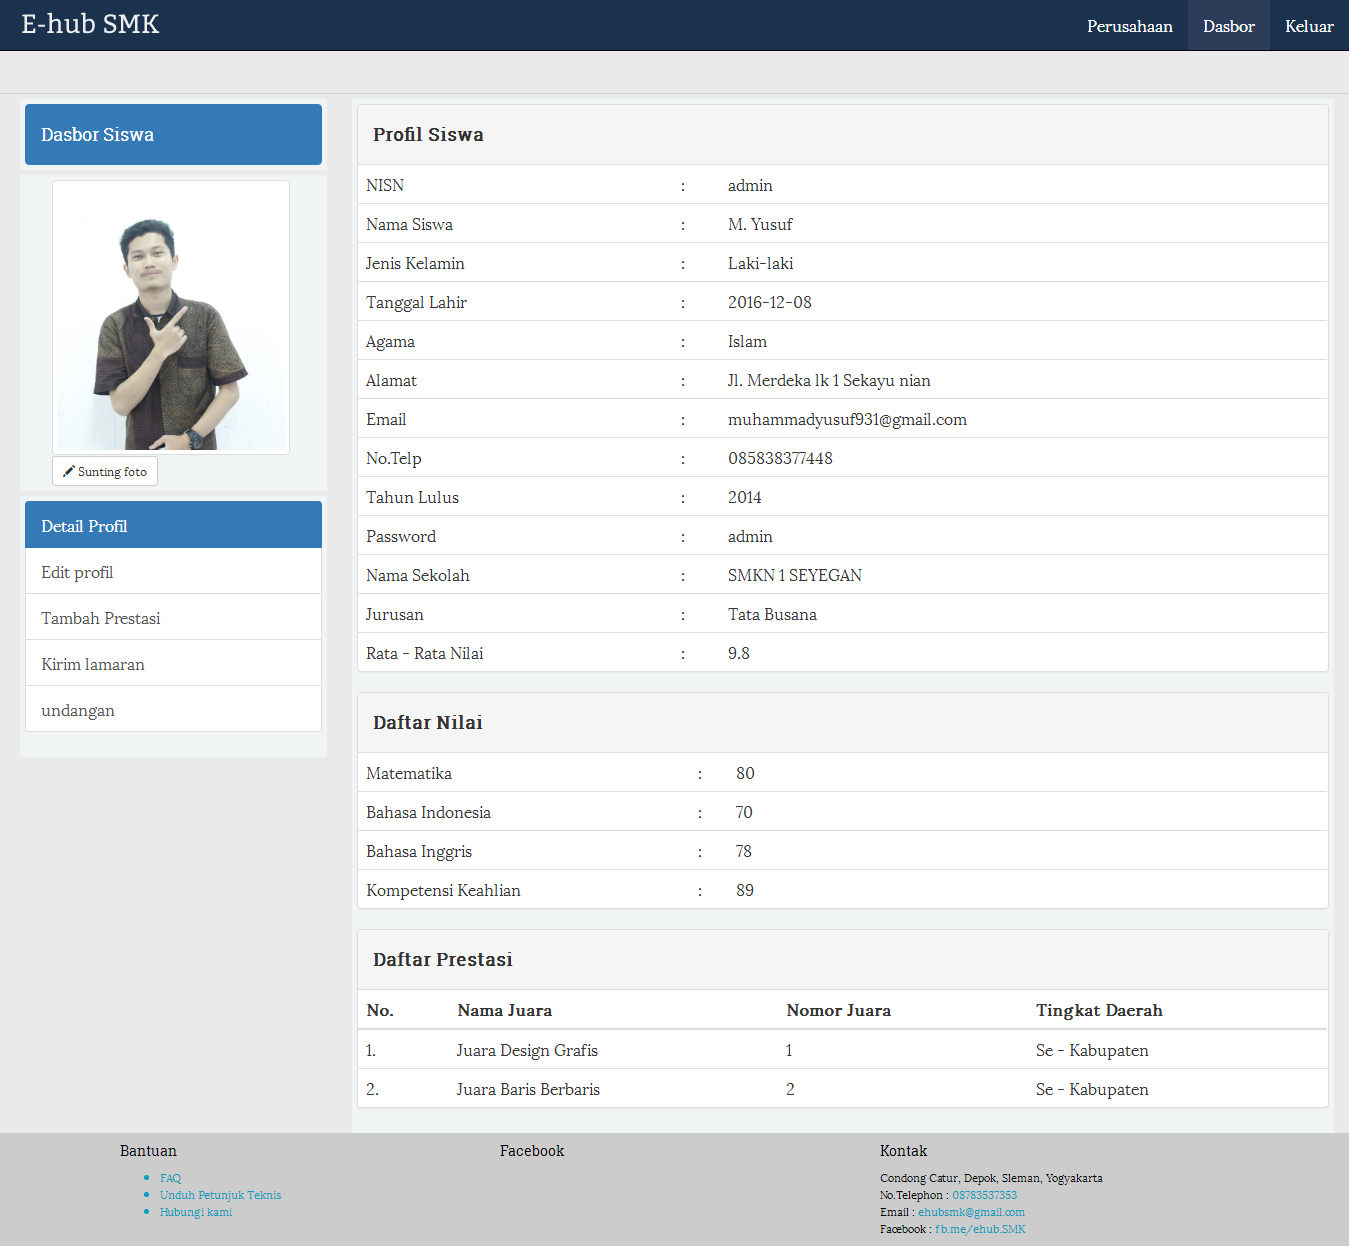 E-hub SMK
Perusahaan Dasbor Keluar
Dasbor Siswa
Sunting foto
Detail Profil
Edit profil
Tambah Prestasi
Kirim lamaran
undangan
Profil Siswa
NISN : admin
Nama Siswa : M. Yusuf
Jenis Kelamin : Laki-laki
Tanggal Lahir : 2016-12-08
Agama : Islam
Alamat : Jl. Merdeka lk 1 Sekayu nian
Email : muhammadyusuf931@gmail.com
No.Telp : 085838377448
Tahun Lulus : 2014
Password : admin
Nama Sekolah : SMKN 1 SEYEGAN
Jurusan : Tata Busana
Rata - Rata Nilai : 9.8
Daftar Nilai
Matematika : 80
Bahasa Indonesia : 70
Bahasa Inggris : 78
Kompetensi Keahlian : 89
Daftar Prestasi
No. Nama Juara Nomor Juara Tingkat Daerah
1. Juara Design Grafis 1 Se - Kabupaten
2. Juara Baris Berbaris 2 Se - Kabupaten
Bantuan
FAQ
Unduh Petunjuk Teknis
Hubungi kami
Facebook
Kontak
Condong Catur, Depok, Sleman, Yogyakarta
No.Telephon : 08783537353
Email : ehubsmk@gmail.com
Facebook : fb.me/ehub.SMK